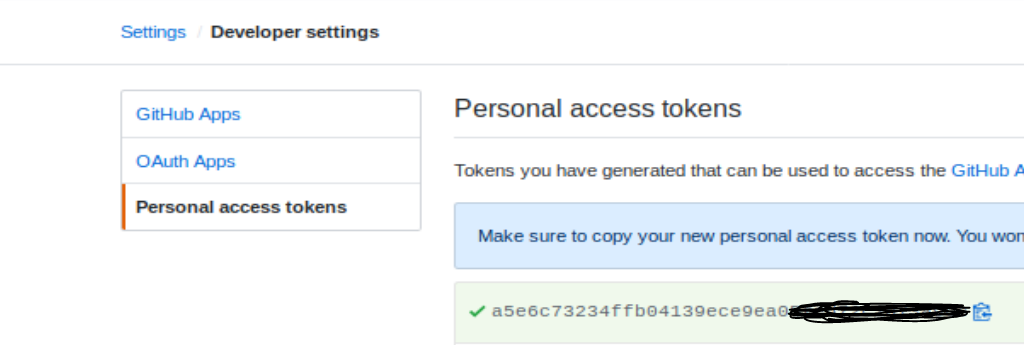 Settings / Developer settings
GitHub Apps
OAuth Apps
Personal access tokens
Personal access tokens
Tokens you have generated that can be used to access the GitHub A
Make sure to copy your new personal access token now. You won
a5e6c73234ffb04139ece9ea0